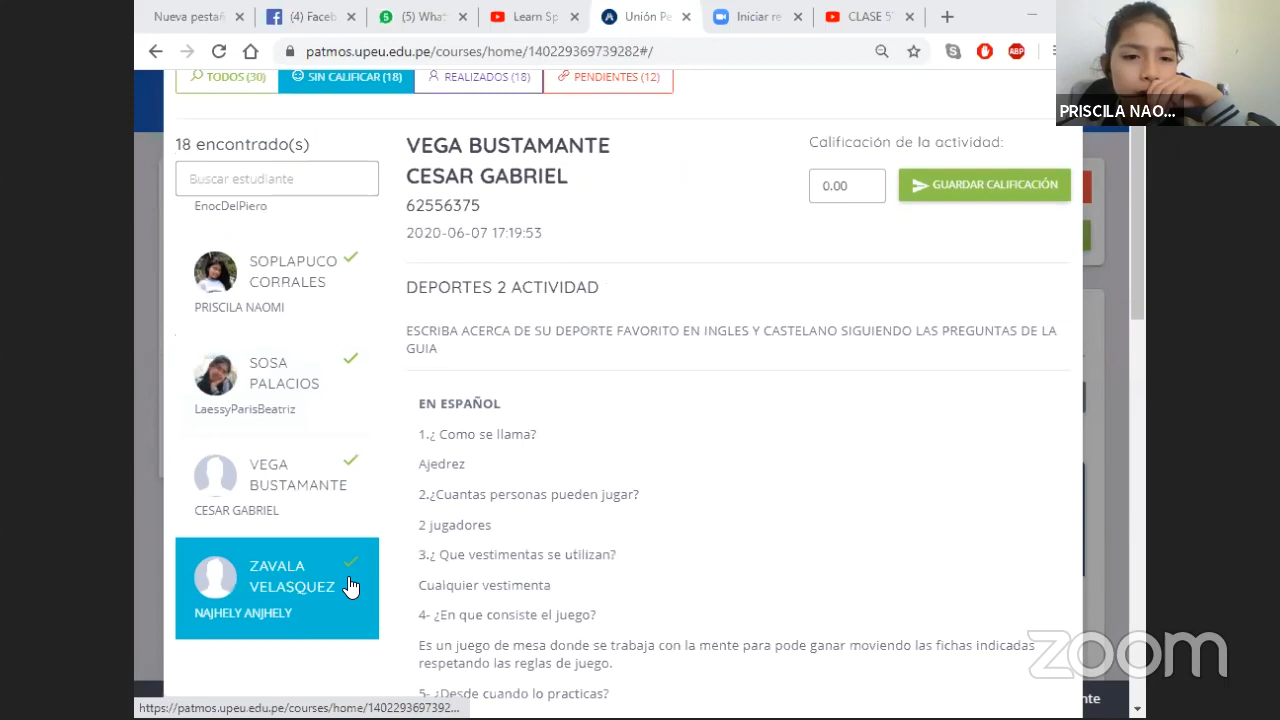 Nueva pestañ
(4) Faceb
(5) What
Learn Sp
Unión Pe
Iniciar re
CLASE 5
patmos.upeu.edu.pe/courses/home/140229369739282#/
ABP
TODOS (30)
SIN CALIFICAR (18)
REALIZADOS (18)
PENDIENTES (12)
PRISCILA NAO...
18 encontrado(s)
Buscar estudiante
EnocDelPiero
SOPLAPUCO
CORRALES
PRISCILA NAOMI
SOSA
PALACIOS
LaessyParisBeatriz
VEGA
BUSTAMANTE
CESAR GABRIEL
ZAVALA
VELASQUEZ
NAJHELY ANJHELY
VEGA BUSTAMANTE
CESAR GABRIEL
62556375
2020-06-07 17:19:53
Calificación de la actividad:
0.00
GUARDAR CALIFICACIÓN
DEPORTES 2 ACTIVIDAD
ESCRIBA ACERCA DE SU DEPORTE FAVORITO EN INGLES Y CASTELANO SIGUIENDO LAS PREGUNTAS DE LA
GUIA
EN ESPAÑOL
1.¿ Como se llama?
Ajedrez
2.¿Cuantas personas pueden jugar?
2 jugadores
3.¿ Que vestimentas se utilizan?
Cualquier vestimenta
4- ¿En que consiste el juego?
Es un juego de mesa donde se trabaja con la mente para pode ganar moviendo las fichas indicadas
respetando las reglas de juego.
5- ¿Desde cuando lo practicas?
zoom
nte
https://patmos.upeu.edu.pe/courses/home/1402293697392...